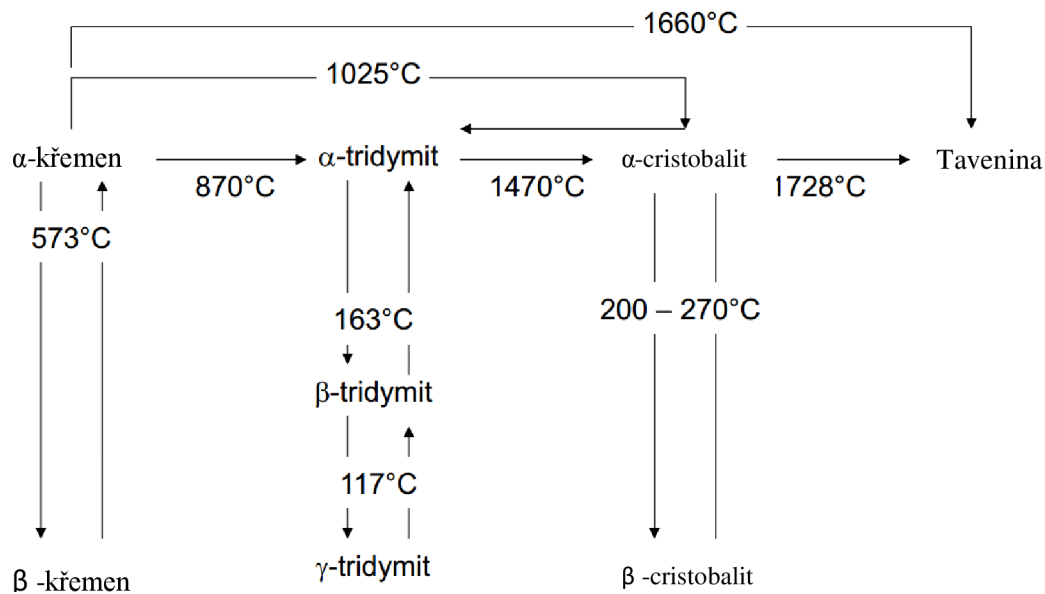 1660°C
1025°C
α-křemen α-tridymit α-cristobalit Tavenina
870°C 1470°C 1728°C
573°C
163°C 200 – 270°C
β-tridymit
117°C
β -křemen γ-tridymit β -cristobalit